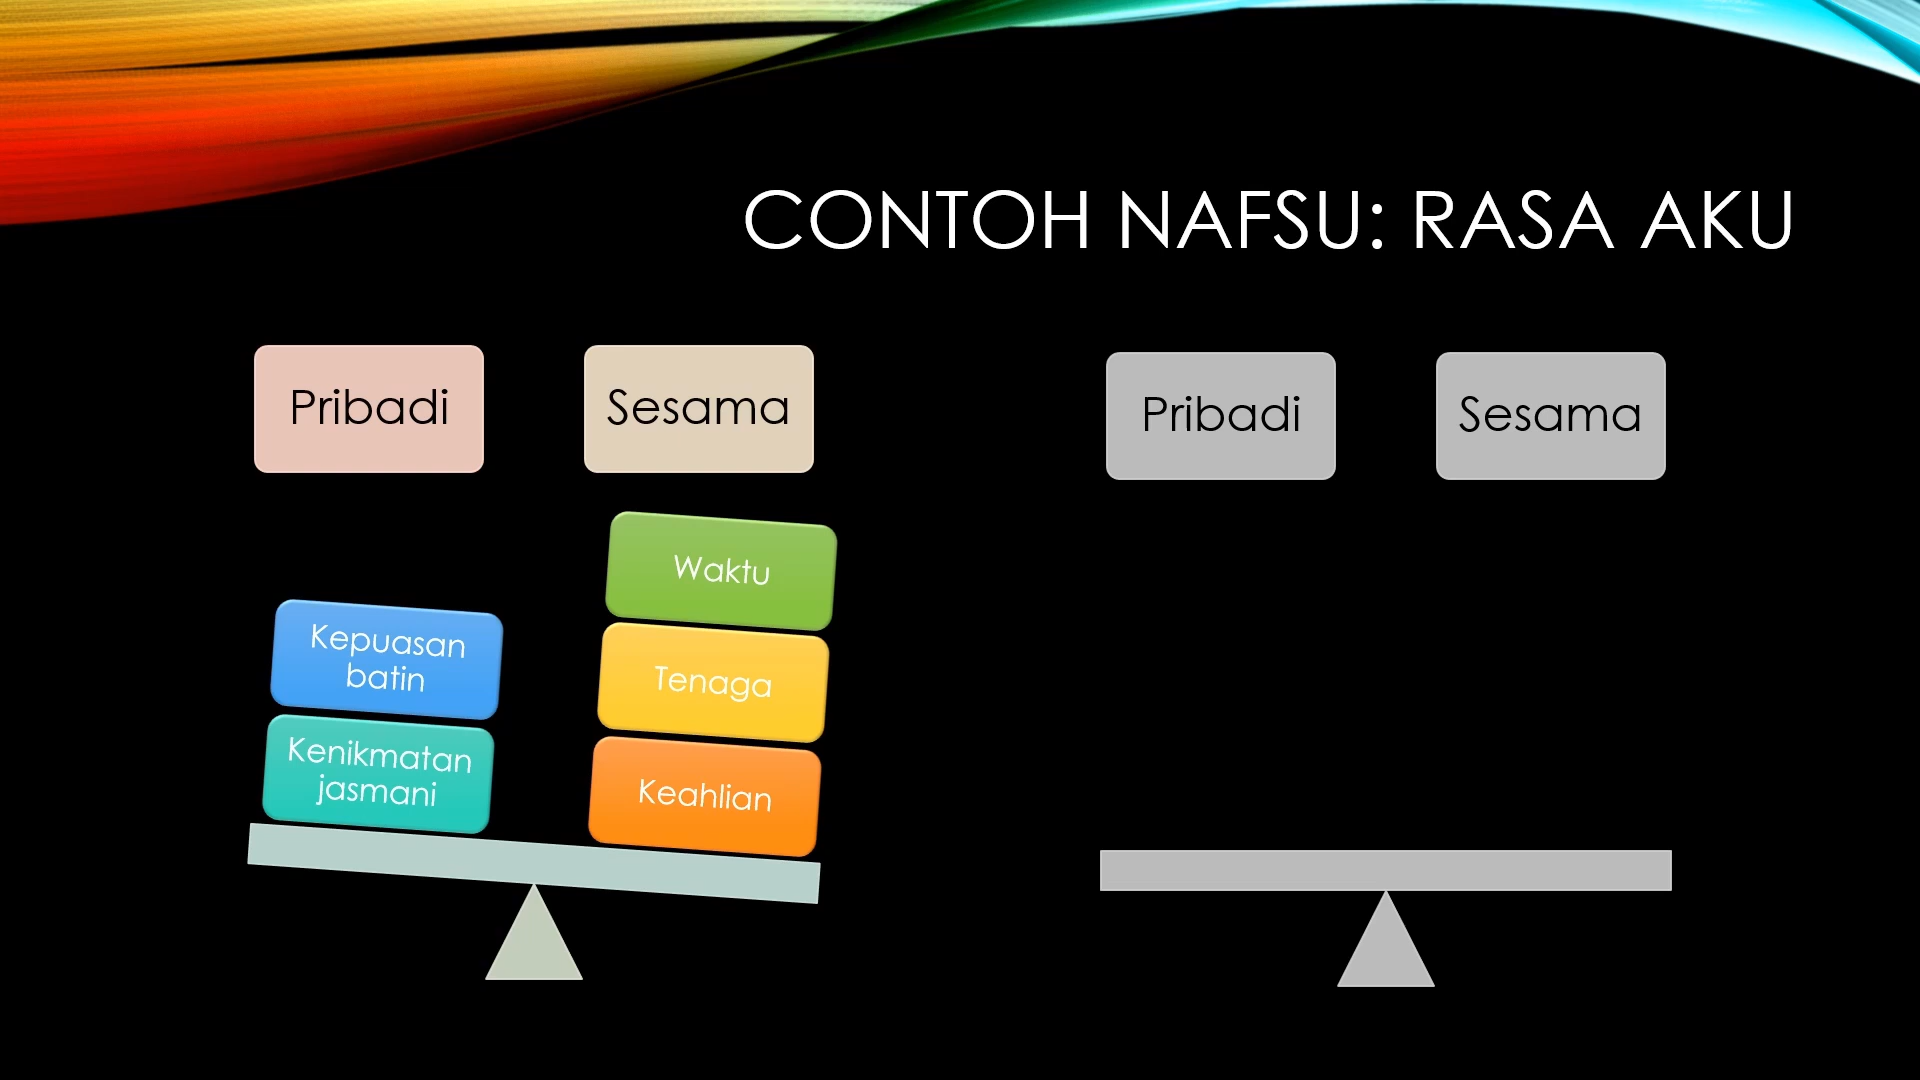 CONTOH NAFSU: RASA AKU
Pribadi
Sesama
Kepuasan
batin
Kenikmatan
jasmani
Waktu
Tenaga
Keahlian
Pribadi
Sesama